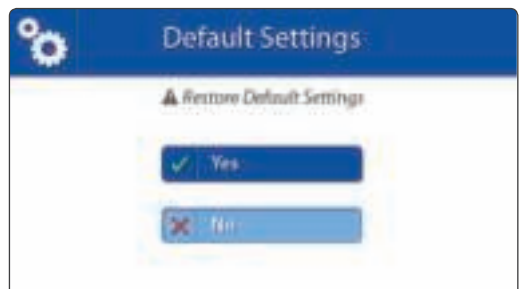 Default Settings
Restore Default Settings
Yes
No